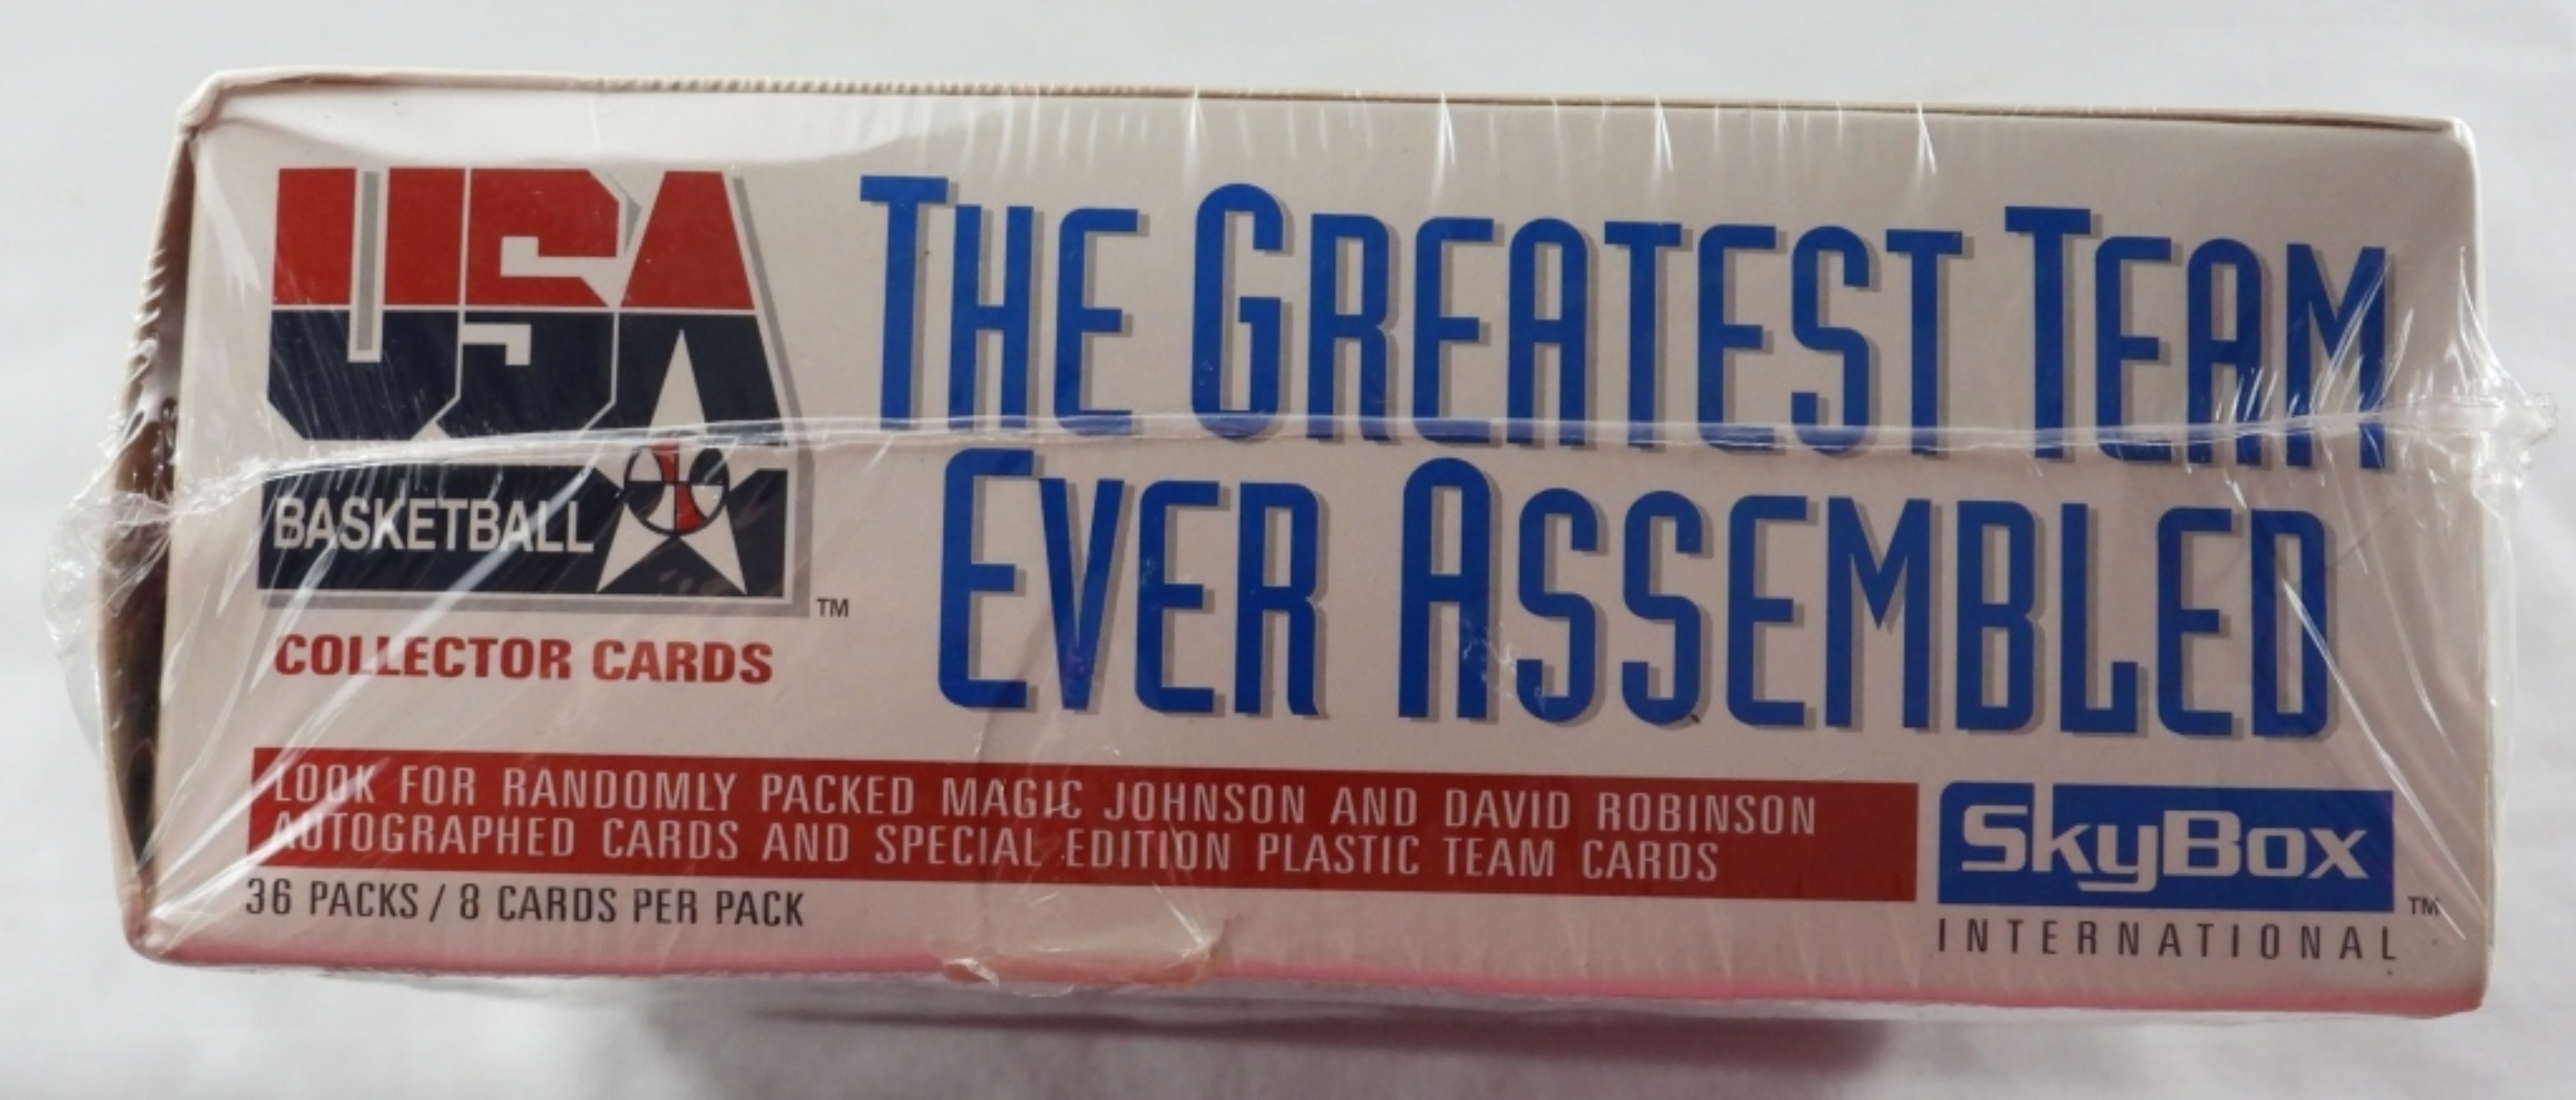 USA
BASKETBALL
TM
COLLECTOR CARDS
THE GREATEST TEAM
EVER ASSEMBLED
LOOK FOR RANDOMLY PACKED MAGIC JOHNSON AND DAVID ROBINSON
AUTOGRAPHED CARDS AND SPECIAL EDITION PLASTIC TEAM CARDS
36 PACKS / 8 CARDS PER PACK
SkyBox
TM
INTERNATIONAL